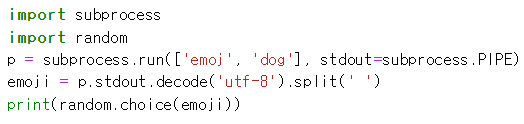 import subprocess
import random
p = subprocess.run(['emoj', 'dog'], stdout=subprocess.PIPE)
emoji = p.stdout.decode('utf-8').split(' ')
print(random.choice(emoji))